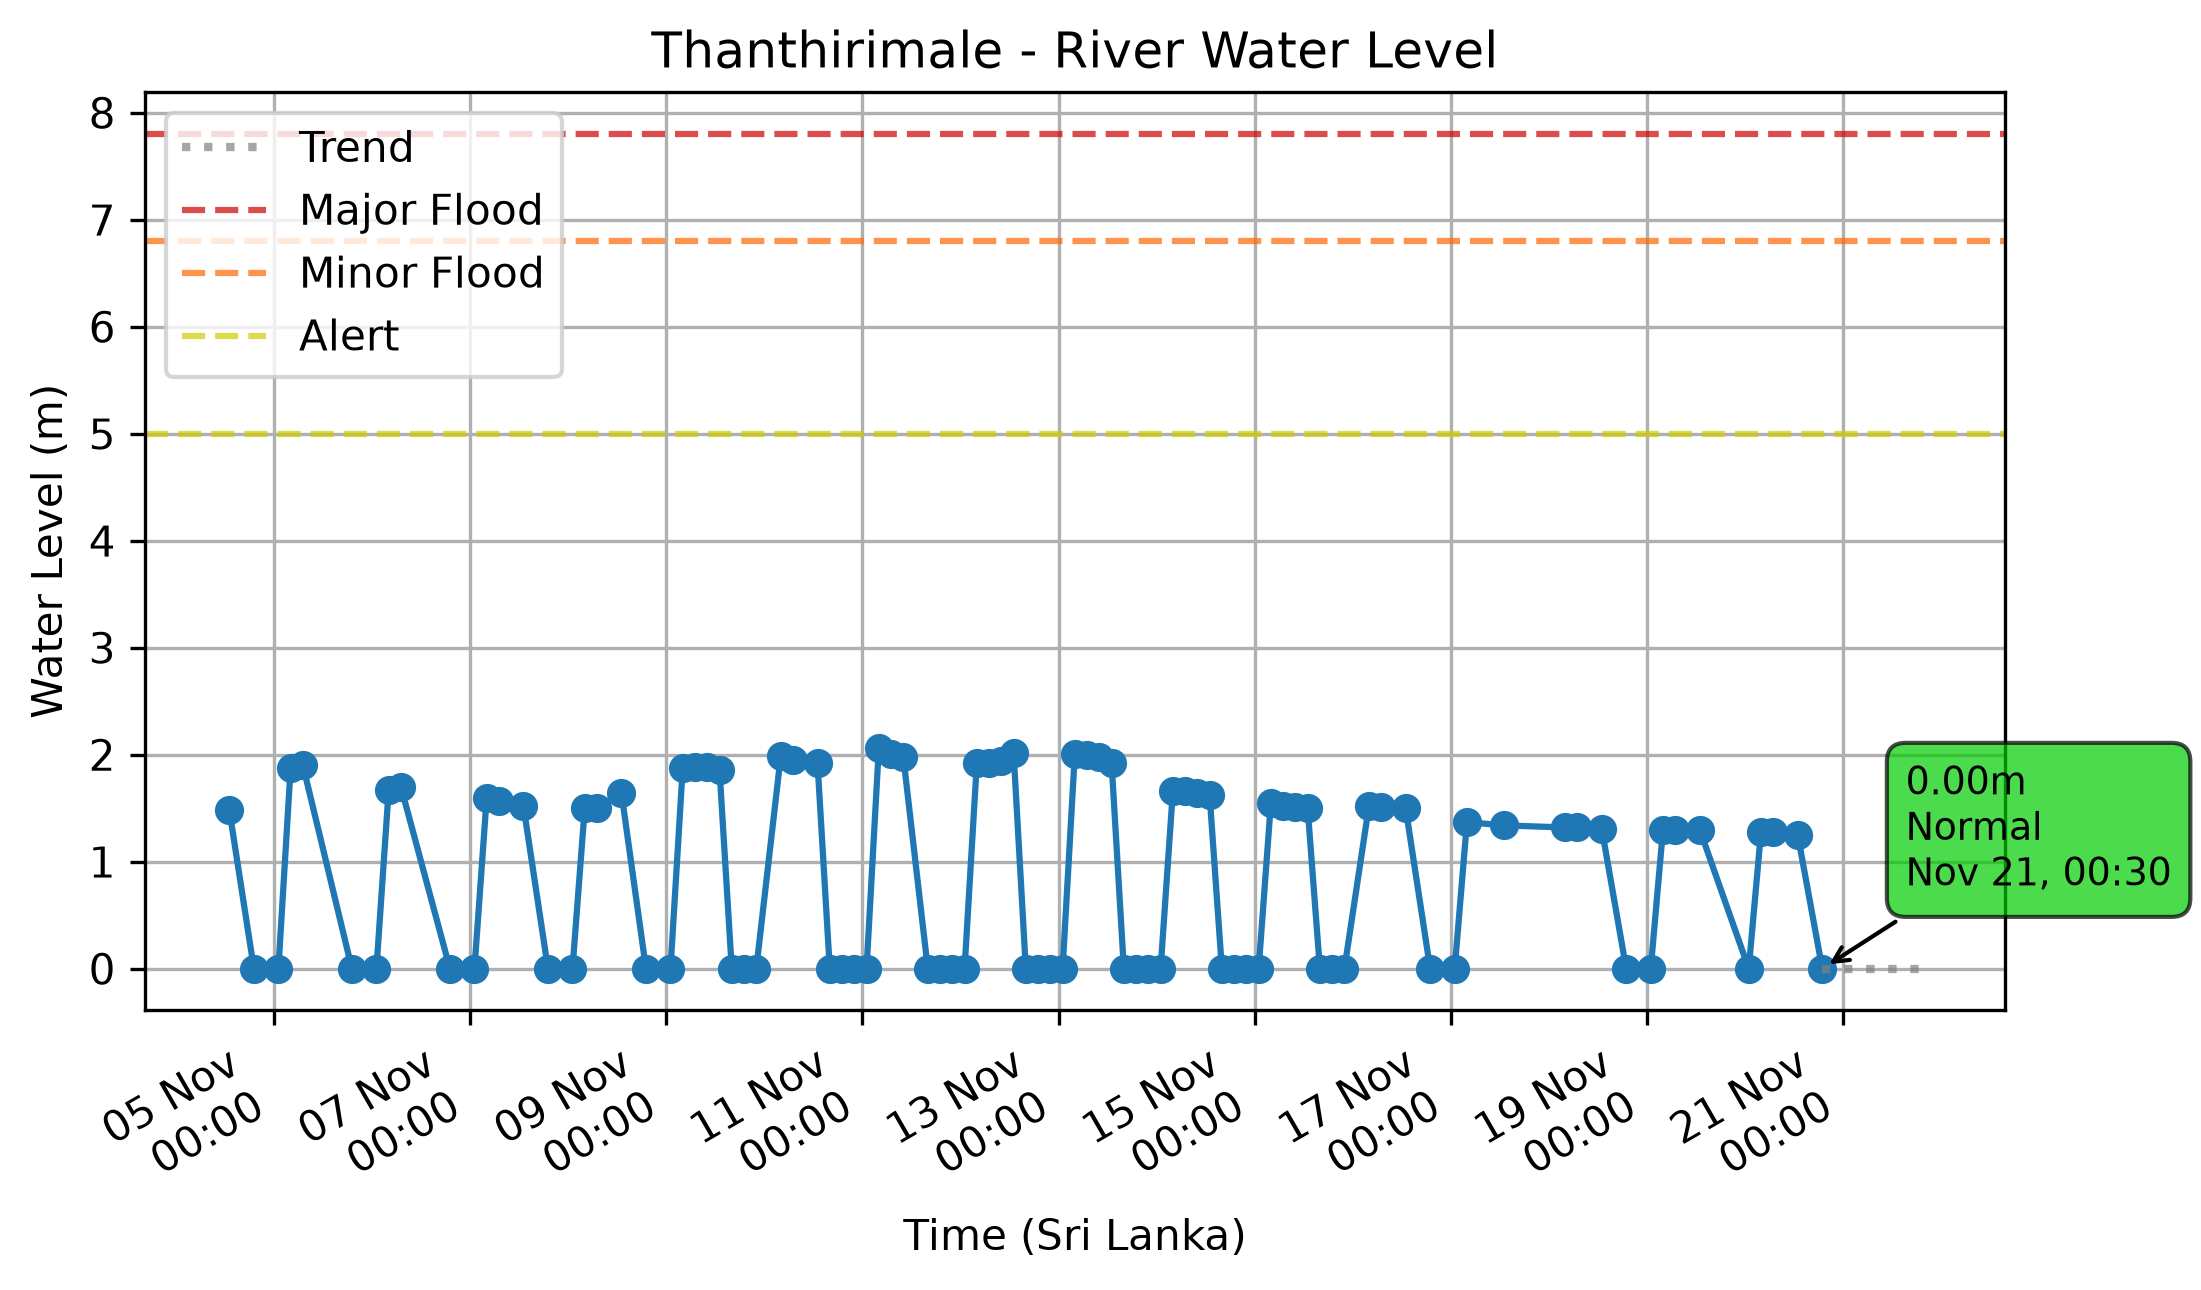 Thanthirimale - River Water Level
Water Level (m)
8
7
6
5
4
3
2
1
0
Trend
Major Flood
Minor Flood
Alert
0.00m
Normal
Nov 21, 00:30
05 Nov
00:00
07 Nov
00:00
09 Nov
00:00
11 Nov
00:00
13 Nov
00:00
15 Nov
00:00
17 Nov
00:00
19 Nov
00:00
21 Nov
00:00
Time (Sri Lanka)